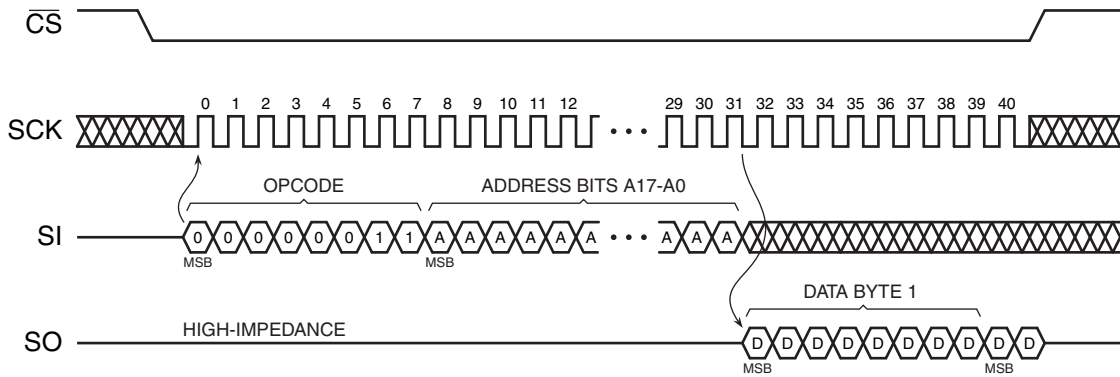 CS
0 1 2 3 4 5 6 7 8 9 10 11 12 29 30 31 32 33 34 35 36 37 38 39 40
SCK
OPCODE ADDRESS BITS A17-A0
SI 0 0 0 0 0 0 1 1 A A A A A A A A A
MSB MSB
DATA BYTE 1
HIGH-IMPEDANCE
SO D D D D D D D D D D
MSB MSB